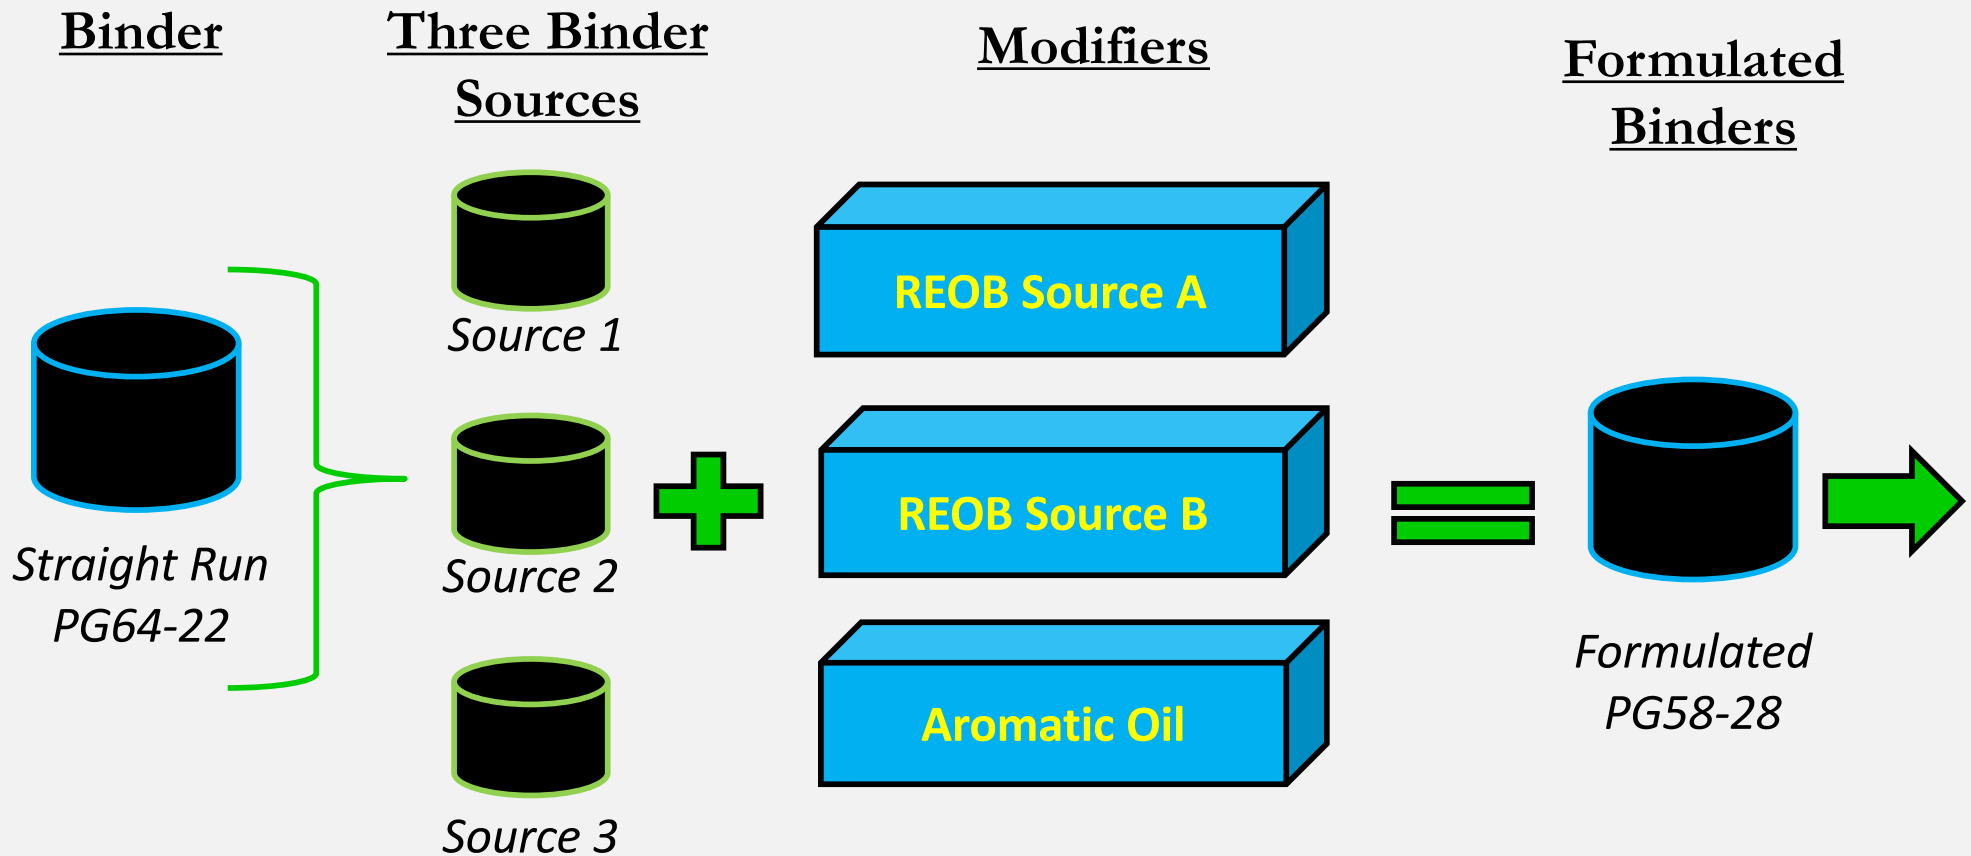 Binder
Three Binder
Sources
Modifiers
Formulated
Binders
Source 1
Source 2
Source 3
Straight Run
PG64-22
REOB Source A
REOB Source B
Aromatic Oil
Formulated
PG58-28